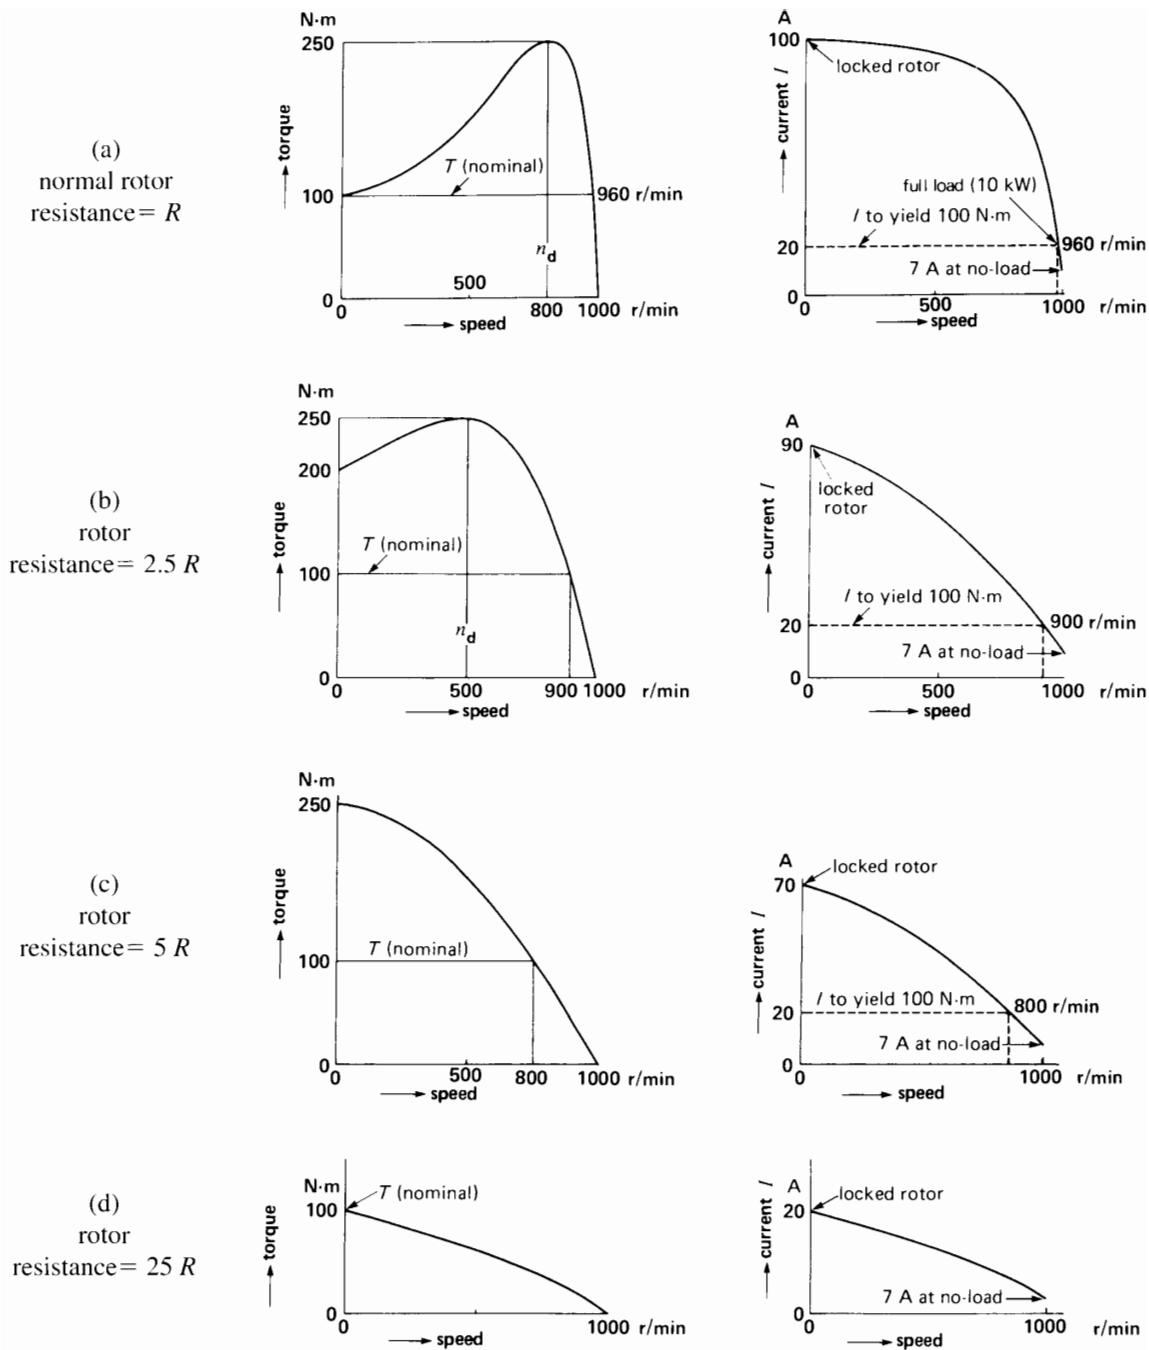 (a)
normal rotor
resistance= R
N·m
250
100
0
torque
T (nominal)
960 r/min
n_d
500
0
800
1000 r/min
speed
A
100
20
0
current I
locked rotor
full load (10 kW)
I to yield 100 N·m
960 r/min
7 A at no-load
0
500
1000
r/min
speed
(b)
rotor
resistance= 2.5 R
N·m
250
200
100
0
torque
T (nominal)
n_d
0
500
900 1000 r/min
speed
A
90
20
0
current I
locked
rotor
I to yield 100 N·m
900 r/min
7 A at no-load
0
500
1000 r/min
speed
(c)
rotor
resistance= 5 R
N·m
250
100
0
torque
T (nominal)
0
500
800
1000 r/min
speed
A
70
20
0
current I
locked rotor
I to yield 100 N·m
800 r/min
7 A at no-load
0
1000
r/min
speed
(d)
rotor
resistance= 25 R
N·m
100
0
torque
T (nominal)
0
1000
r/min
speed
A
20
0
current I
locked rotor
7 A at no-load
0
1000
r/min
speed